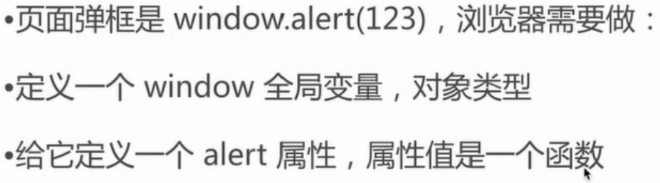 •页面弹框是 window.alert(123)，浏览器需要做：
•定义一个 window 全局变量，对象类型
•给它定义一个 alert 属性，属性值是一个函数